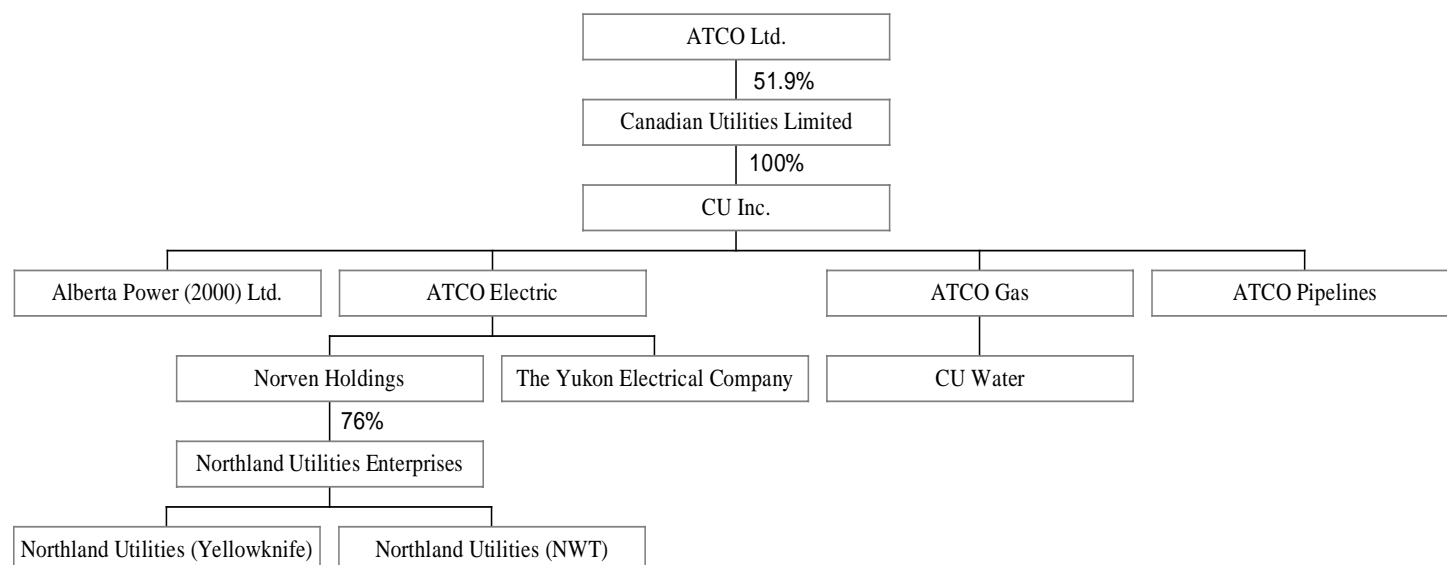 ATCO Ltd.
51.9%
Canadian Utilities Limited
100%
CU Inc.
Alberta Power (2000) Ltd.
ATCO Electric
ATCO Gas
ATCO Pipelines
Norven Holdings
The Yukon Electrical Company
CU Water
76%
Northland Utilities Enterprises
Northland Utilities (Yellowknife)
Northland Utilities (NWT)